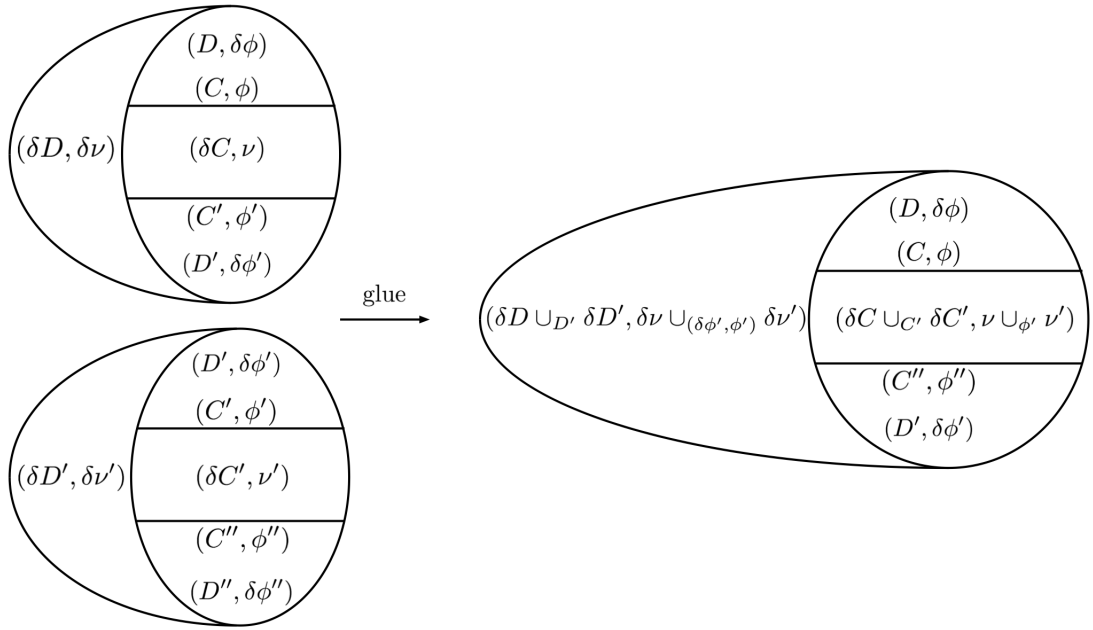 (D, δϕ)
(C, ϕ)
(δD, δν)
(δC, ν)
(C′, ϕ′)
(D′, δϕ′)
(D′, δϕ′)
(C′, ϕ′)
(δD′, δν′)
(δC′, ν′)
(C″, ϕ″)
(D″, δϕ″)
glue
(D, δϕ)
(C, ϕ)
(δD ∪_{D′} δD′, δν ∪_{(δϕ′,ϕ′)} δν′)
(δC ∪_{C′} δC′, ν ∪_{ϕ′} ν′)
(C″, ϕ″)
(D′, δϕ′)